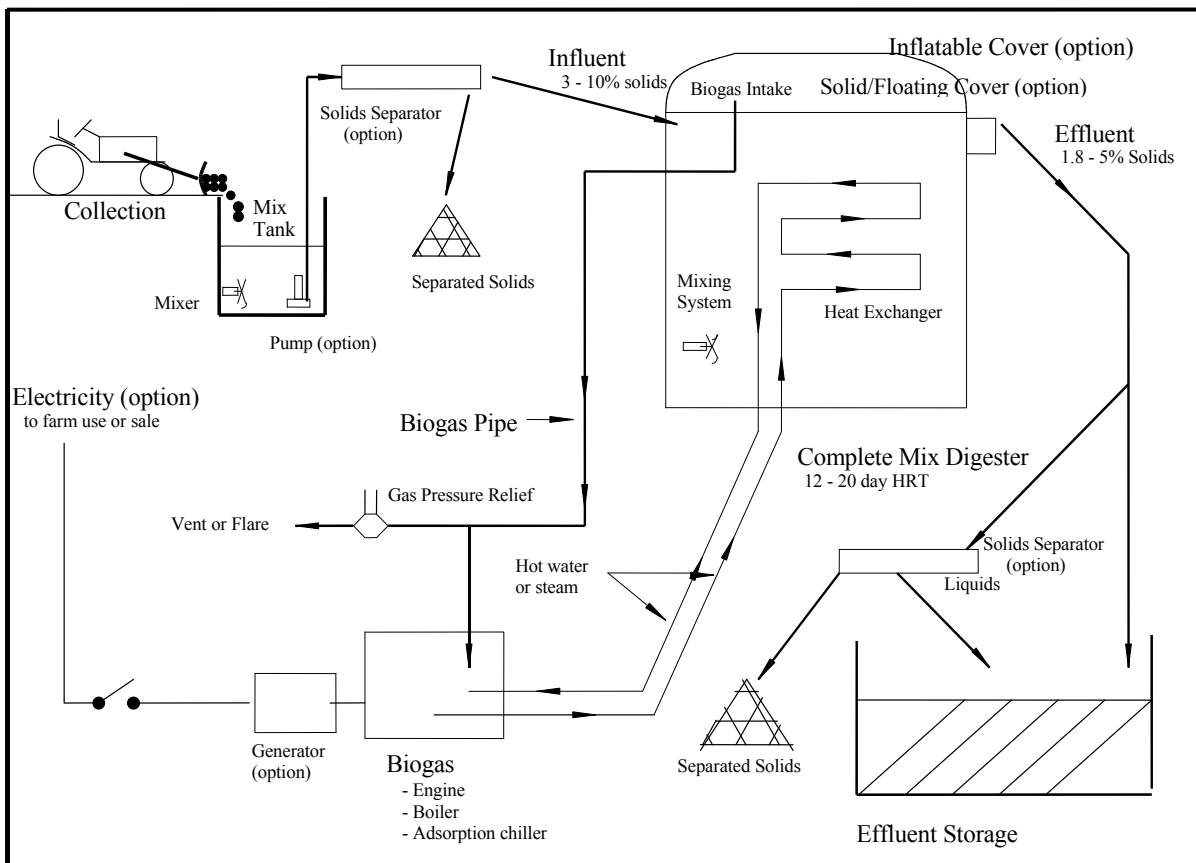 Inflatable Cover (option)
Influent
3 - 10% solids
Biogas Intake
Solid/Floating Cover (option)
Solids Separator
(option)
Effluent
1.8 - 5% Solids
Collection
Mix
Tank
Separated Solids
Mixer
Mixing
System
Heat Exchanger
Pump (option)
Electricity (option)
to farm use or sale
Biogas Pipe
Complete Mix Digester
12 - 20 day HRT
Gas Pressure Relief
Vent or Flare
Solids Separator
(option)
Liquids
Hot water
or steam
Generator
(option)
Biogas
- Engine
- Boiler
- Adsorption chiller
Separated Solids
Effluent Storage